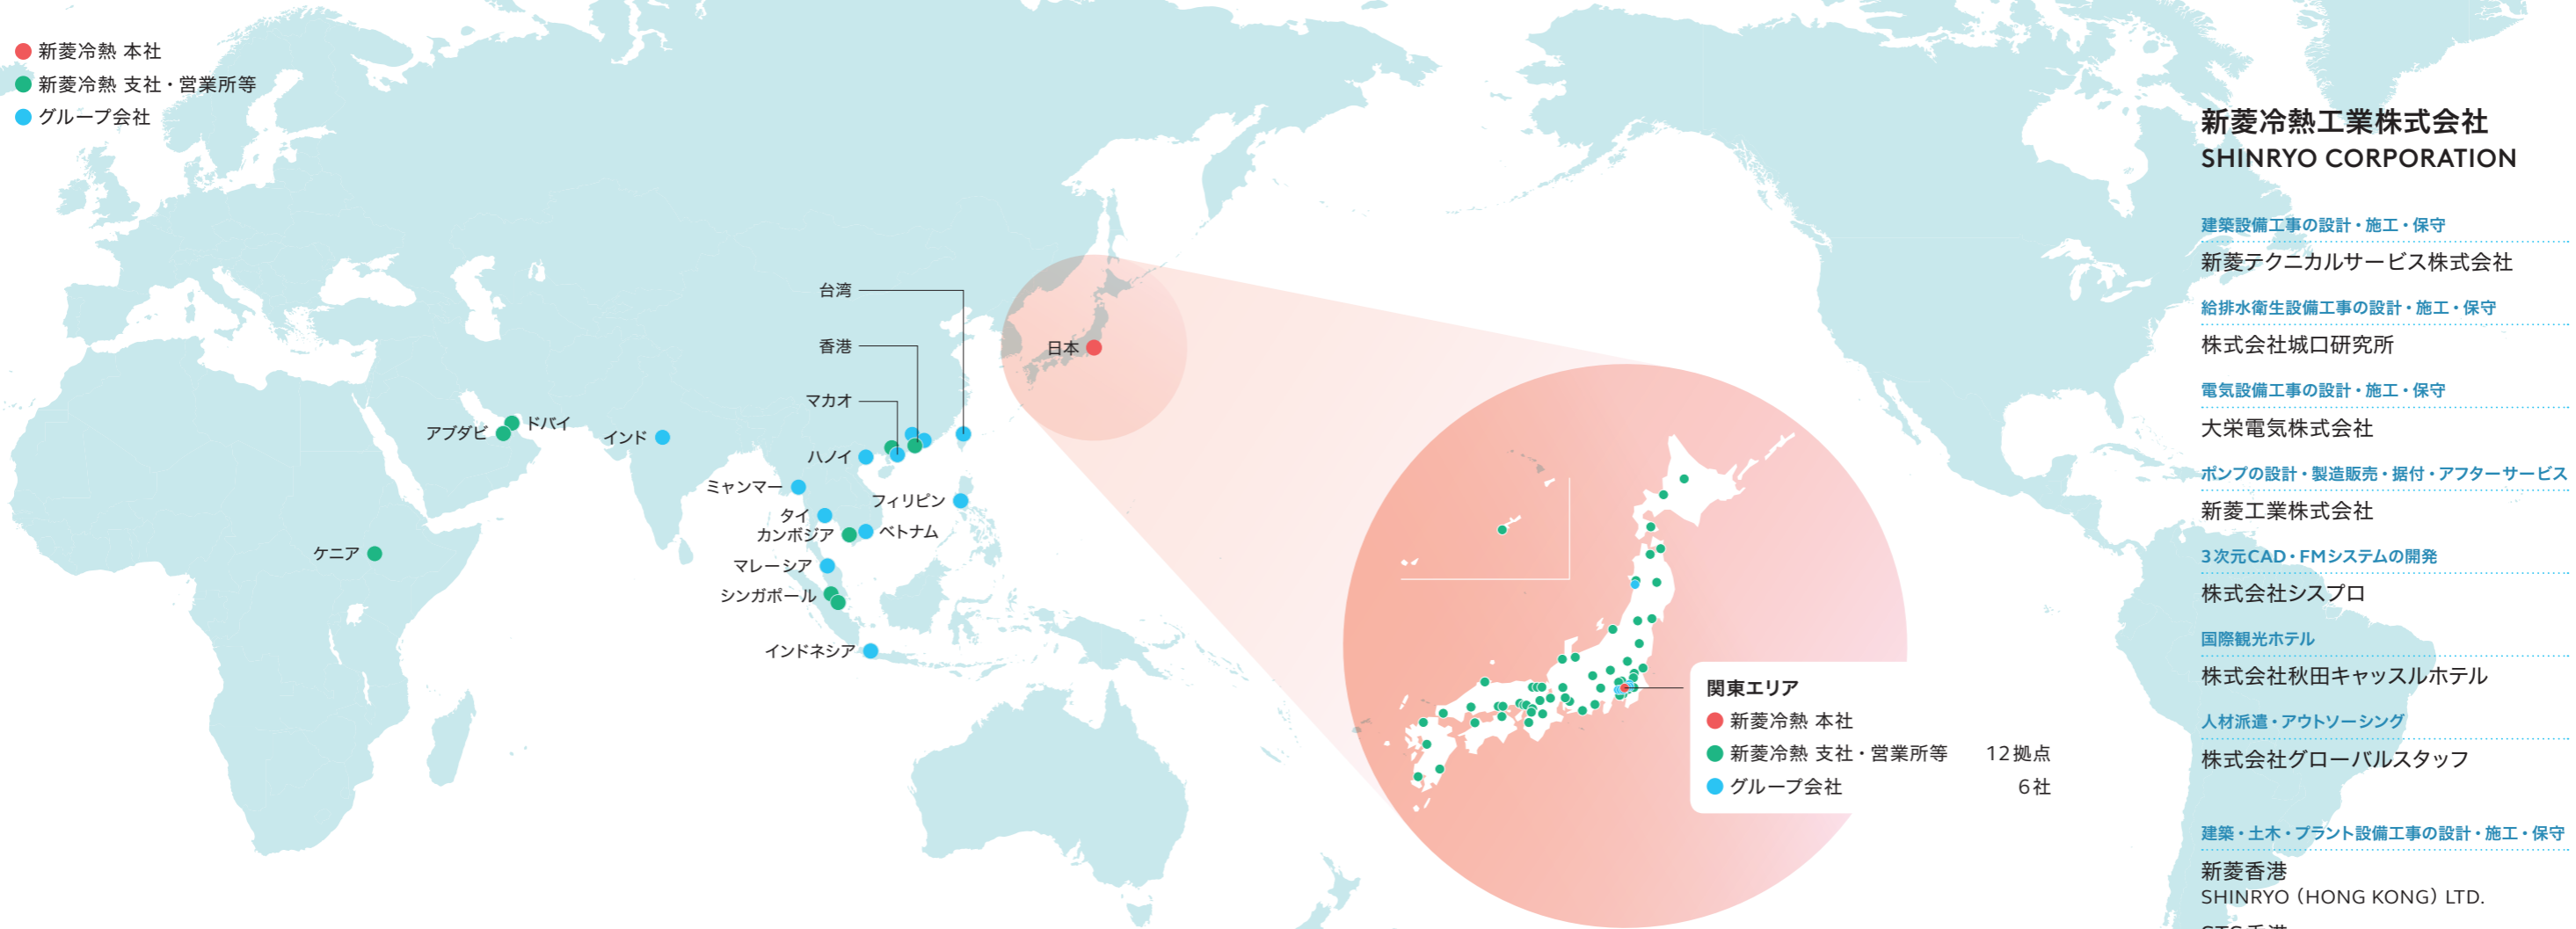 新菱冷熱 本社
新菱冷熱 支社・営業所等
グループ会社
台湾
香港
マカオ
日本
ドバイ
アブダビ
インド
ハノイ
ミャンマー
フィリピン
タイ
カンボジア
ベトナム
ケニア
マレーシア
シンガポール
インドネシア
関東エリア
新菱冷熱 本社
新菱冷熱 支社・営業所等 12拠点
グループ会社 6社
新菱冷熱工業株式会社
SHINRYO CORPORATION
建築設備工事の設計・施工・保守
新菱テクニカルサービス株式会社
給排水衛生設備工事の設計・施工・保守
株式会社城口研究所
電気設備工事の設計・施工・保守
大栄電気株式会社
ポンプの設計・製造販売・据付・アフターサービス
新菱工業株式会社
3次元CAD・FMシステムの開発
株式会社シスプロ
国際観光ホテル
株式会社秋田キャッスルホテル
人材派遣・アウトソーシング
株式会社グローバルスタッフ
建築・土木・プラント設備工事の設計・施工・保守
新菱香港
SHINRYO（HONG KONG）LTD.